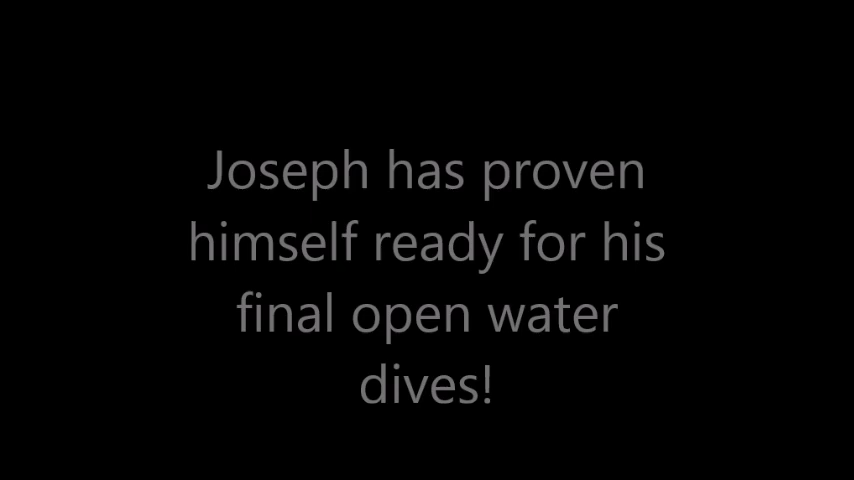 Joseph has proven
himself ready for his
final open water
dives!